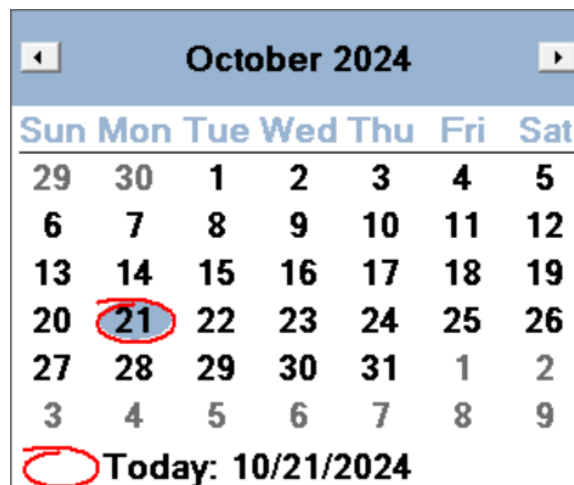 October 2024
Sun Mon Tue Wed Thu Fri Sat
29 30 1 2 3 4 5
6 7 8 9 10 11 12
13 14 15 16 17 18 19
20 21 22 23 24 25 26
27 28 29 30 31 1 2
3 4 5 6 7 8 9
Today: 10/21/2024